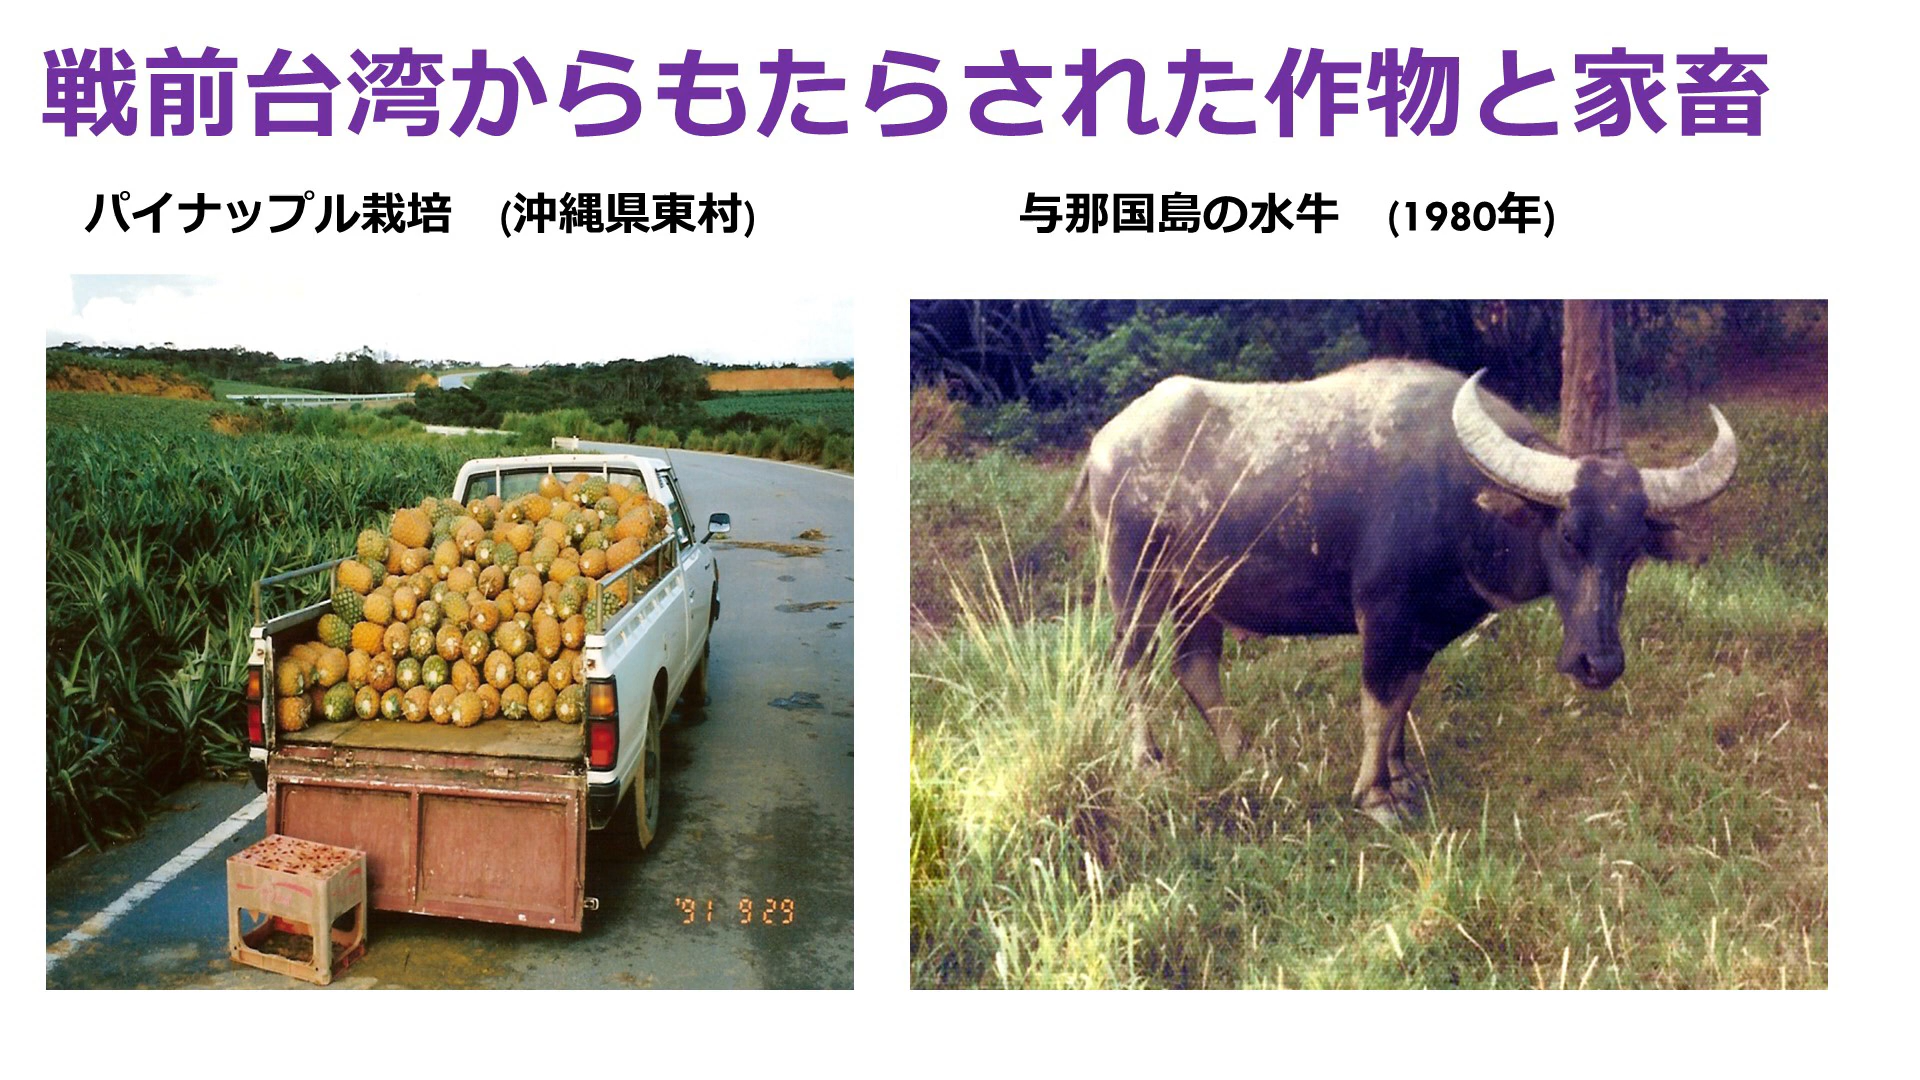 戦前台湾からもたらされた作物と家畜
パイナップル栽培　(沖縄県東村)
与那国島の水牛　(1980年)
'91 9 29